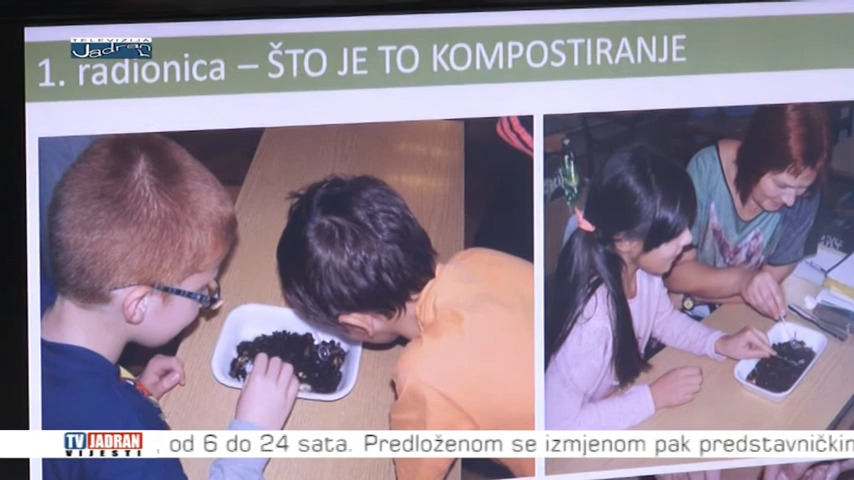 TELEVIZIJA
Jadran
1. radionica – ŠTO JE TO KOMPOSTIRANJE
TV JADRAN
VIJESTI
, od 6 do 24 sata. Predloženom se izmjenom pak predstavničkim